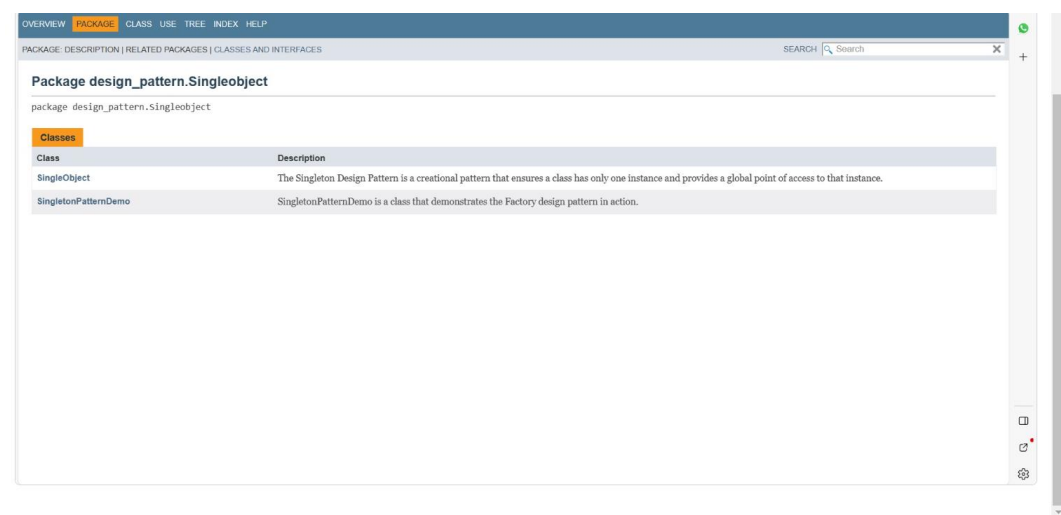 OVERVIEW PACKAGE CLASS USE TREE INDEX HELP
PACKAGE: DESCRIPTION | RELATED PACKAGES | CLASSES AND INTERFACES SEARCH Search
Package design_pattern.Singleobject
package design_pattern.Singleobject
Classes
Class Description
SingleObject The Singleton Design Pattern is a creational pattern that ensures a class has only one instance and provides a global point of access to that instance.
SingletonPatternDemo SingletonPatternDemo is a class that demonstrates the Factory design pattern in action.